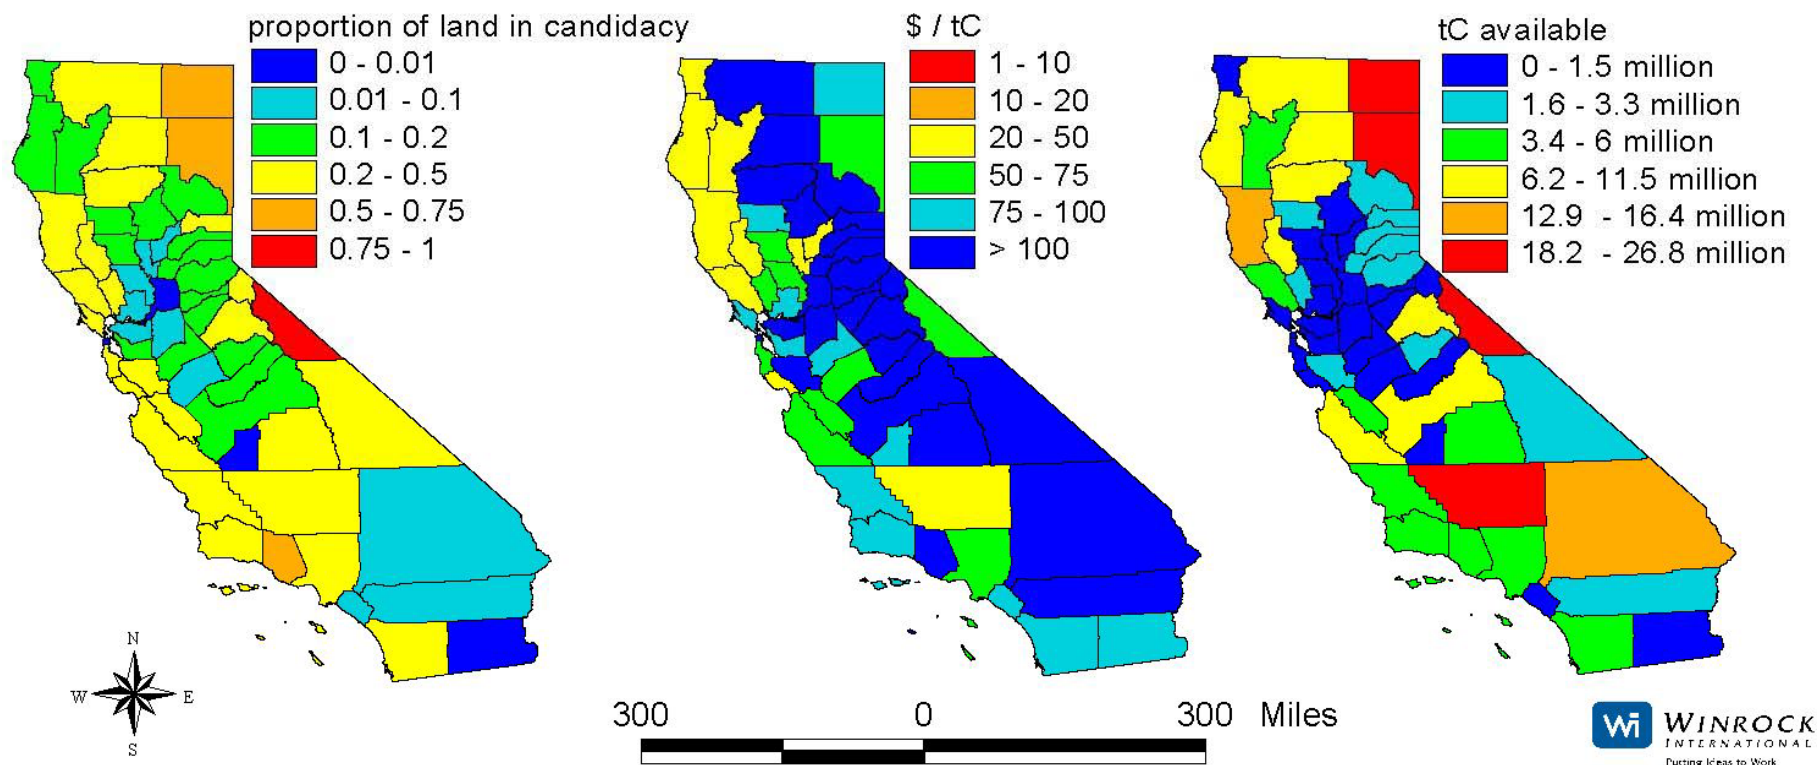 proportion of land in candidacy
0 - 0.01
0.01 - 0.1
0.1 - 0.2
0.2 - 0.5
0.5 - 0.75
0.75 - 1
$ / tC
1 - 10
10 - 20
20 - 50
50 - 75
75 - 100
> 100
tC available
0 - 1.5 million
1.6 - 3.3 million
3.4 - 6 million
6.2 - 11.5 million
12.9 - 16.4 million
18.2 - 26.8 million
N
W E
S
300 0 300 Miles
Wi WINROCK
INTERNATIONAL
Putting Ideas to Work